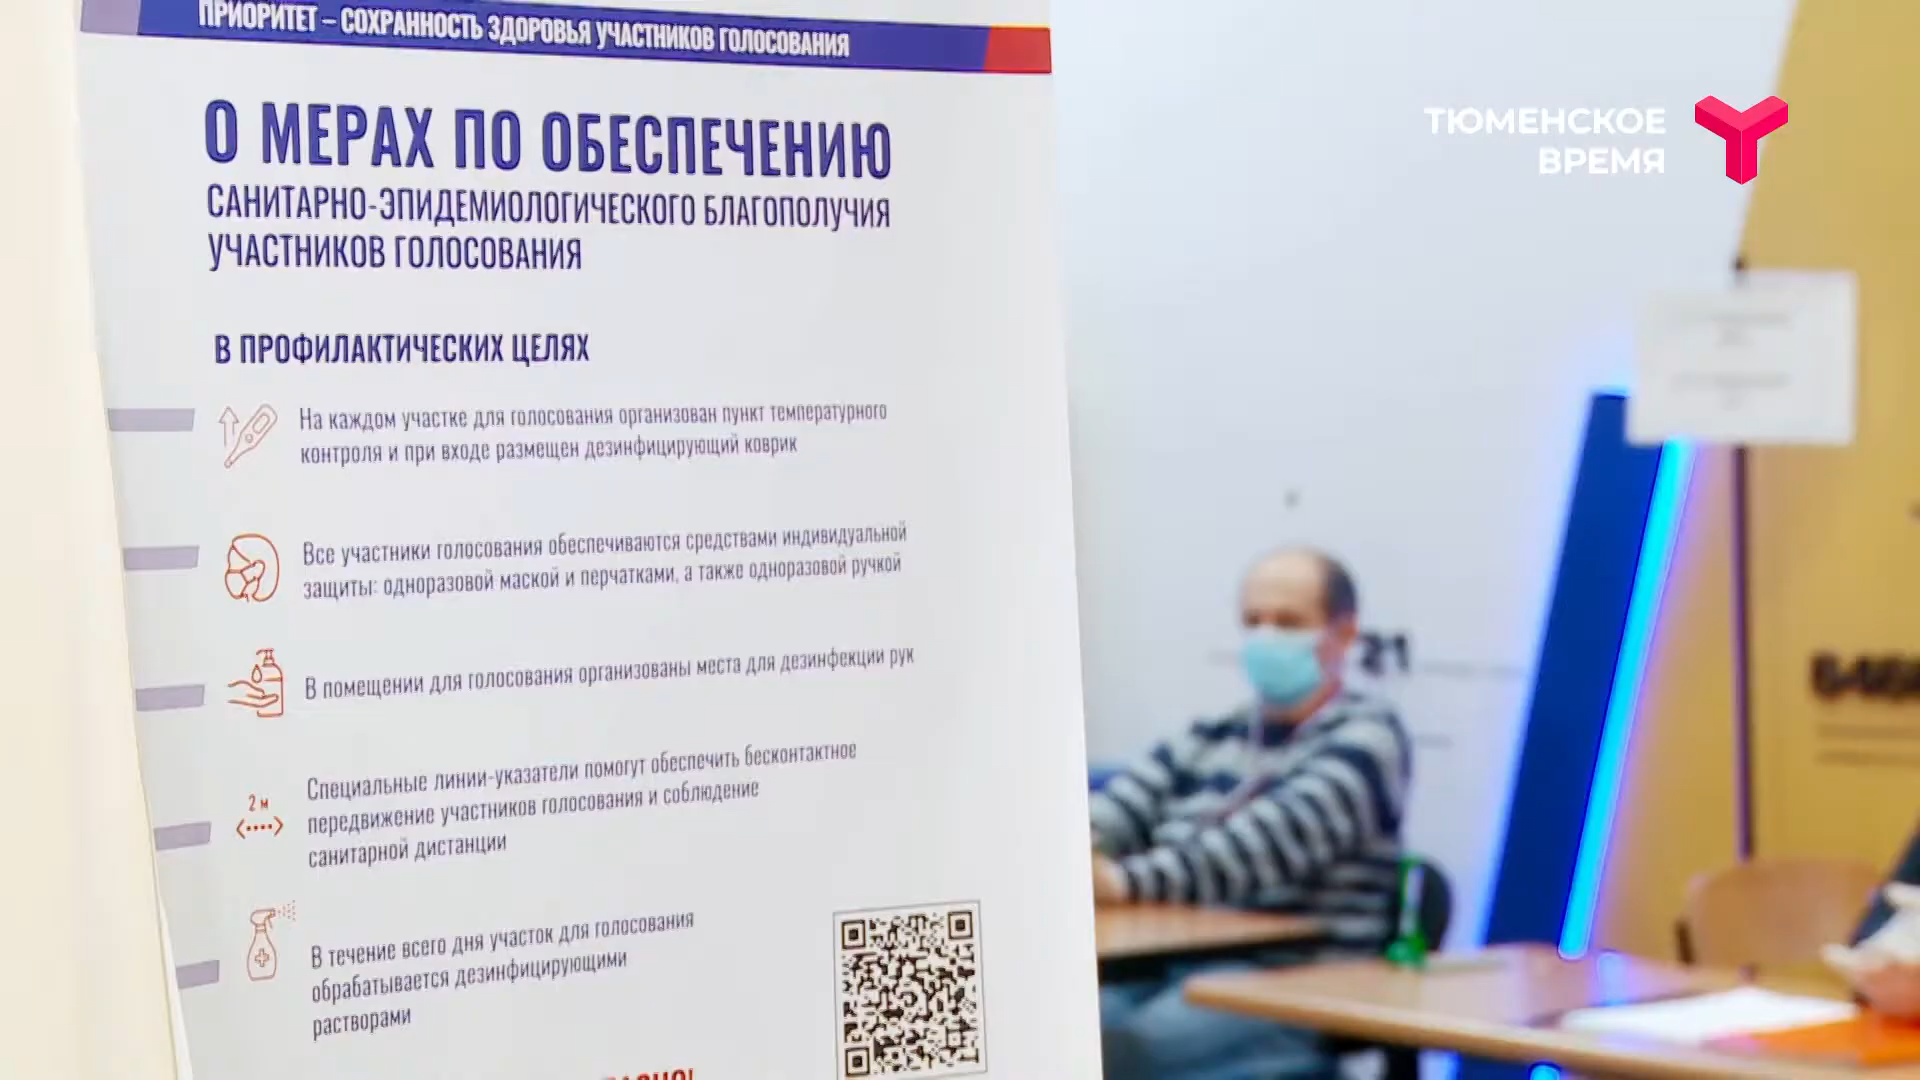 ПРИОРИТЕТ – СОХРАННОСТЬ ЗДОРОВЬЯ УЧАСТНИКОВ ГОЛОСОВАНИЯ
О МЕРАХ ПО ОБЕСПЕЧЕНИЮ
САНИТАРНО-ЭПИДЕМИОЛОГИЧЕСКОГО БЛАГОПОЛУЧИЯ
УЧАСТНИКОВ ГОЛОСОВАНИЯ
В ПРОФИЛАКТИЧЕСКИХ ЦЕЛЯХ
На каждом участке для голосования организован пункт температурного
контроля и при входе размещен дезинфицирующий коврик
Все участники голосования обеспечиваются средствами индивидуальной
защиты: одноразовой маской и перчатками, а также одноразовой ручкой
В помещении для голосования организованы места для дезинфекции рук
2 м
Специальные линии-указатели помогут обеспечить бесконтактное
передвижение участников голосования и соблюдение
санитарной дистанции
В течение всего дня участок для голосования
обрабатывается дезинфицирующими
растворами
ТЮМЕНСКОЕ
ВРЕМЯ
21